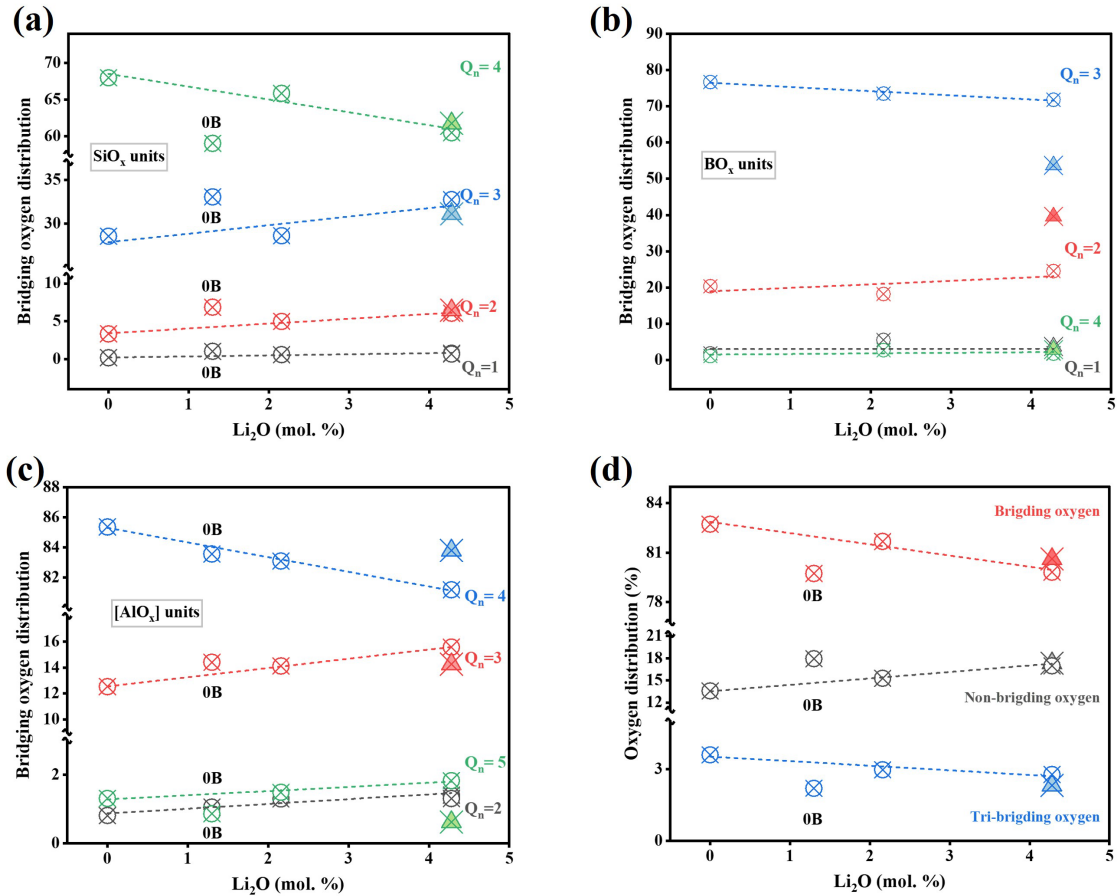 (a)
Bridging oxygen distribution
70
65
60
35
30
10
5
0
SiOₓ units
0B
0B
0B
0B
Qₙ= 4
Qₙ= 3
Qₙ=2
Qₙ=1
0 1 2 3 4 5
Li₂O (mol. %)
(b)
Bridging oxygen distribution
90
80
70
60
50
40
30
20
10
0
BOₓ units
Qₙ= 3
Qₙ=2
Qₙ= 4
Qₙ=1
0 1 2 3 4 5
Li₂O (mol. %)
(c)
Bridging oxygen distribution
88
86
84
82
16
14
12
10
2
0
[AlOₓ] units
0B
0B
0B
0B
Qₙ= 4
Qₙ=3
Qₙ=5
Qₙ=2
0 1 2 3 4 5
Li₂O (mol. %)
(d)
Oxygen distribution (%)
84
81
78
21
18
15
12
3
0
Brigding oxygen
0B
Non-brigding oxygen
0B
Tri-brigding oxygen
0B
0 1 2 3 4 5
Li₂O (mol. %)